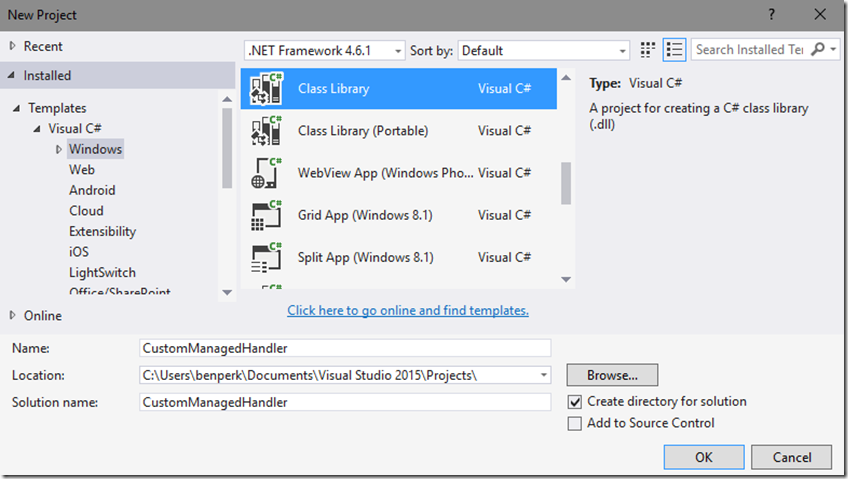 New Project
?
Recent
.NET Framework 4.6.1
Sort by:
Default
Search Installed Te
Installed
Templates
Visual C#
Windows
Web
Android
Cloud
Extensibility
iOS
LightSwitch
Office/SharePoint
Online
C# Class Library Visual C#
C# Class Library (Portable) Visual C#
C# WebView App (Windows Pho... Visual C#
C# Grid App (Windows 8.1) Visual C#
C# Split App (Windows 8.1) Visual C#
C#
Type: Visual C#
A project for creating a C# class library
(.dll)
Click here to go online and find templates.
Name: CustomManagedHandler
Location: C:\Users\benperk\Documents\Visual Studio 2015\Projects\
Browse...
Solution name: CustomManagedHandler
Create directory for solution
Add to Source Control
OK
Cancel